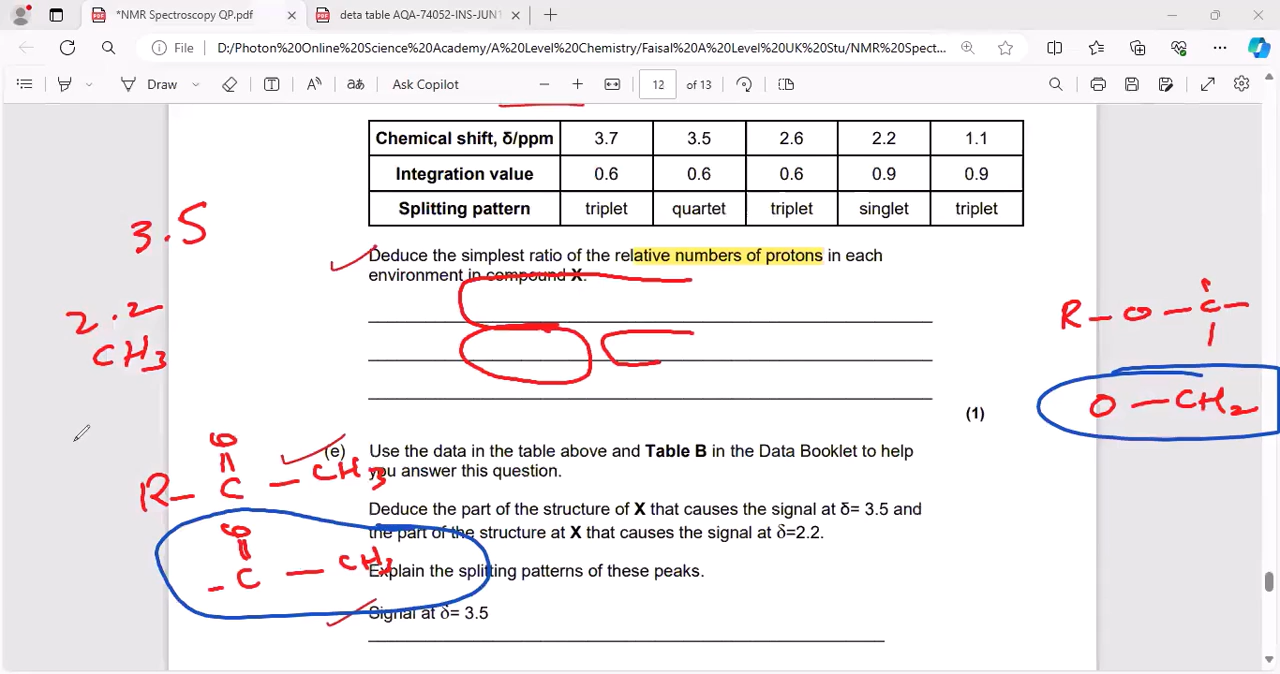 *NMR Spectroscopy QP.pdf
deta table AQA-74052-INS-JUN1
File
D:/Photon%20Online%20Science%20Academy/A%20Level%20Chemistry/Faisal%20A%20Level%20UK%20Stu/NMR%20Spect...
Draw
Ask Copilot
12 of 13
Chemical shift, δ/ppm 3.7 3.5 2.6 2.2 1.1
Integration value 0.6 0.6 0.6 0.9 0.9
Splitting pattern triplet quartet triplet singlet triplet
3.5
Deduce the simplest ratio of the relative numbers of protons in each
environment in compound X.
2.2
CH3
R-O-C-
O-CH2
(1)
(e) Use the data in the table above and Table B in the Data Booklet to help
you answer this question.
O
R-C-CH3
Deduce the part of the structure of X that causes the signal at δ= 3.5 and
the part of the structure at X that causes the signal at δ=2.2.
O
-C-CH3
Explain the splitting patterns of these peaks.
Signal at δ= 3.5